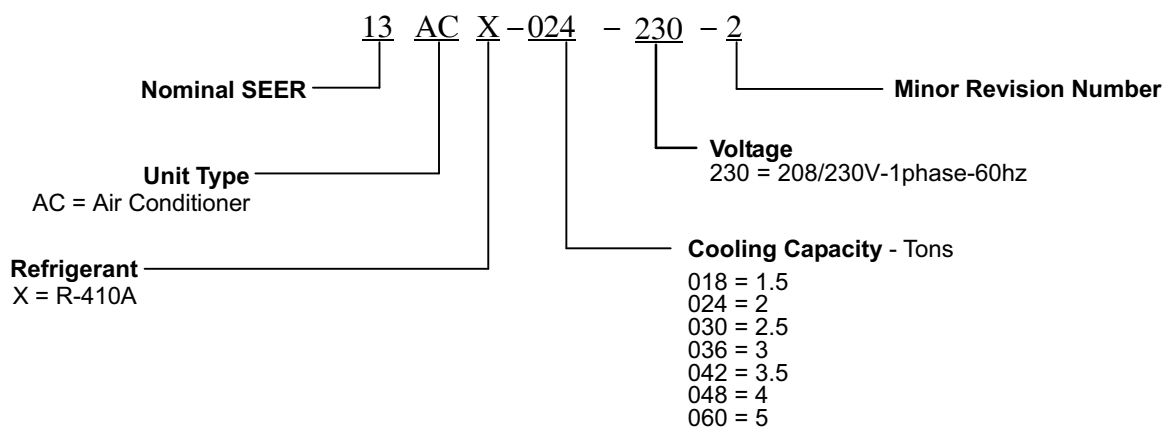 13 AC X – 024 – 230 – 2
Nominal SEER
Minor Revision Number
Voltage
230 = 208/230V-1phase-60hz
Unit Type
AC = Air Conditioner
Cooling Capacity - Tons
018 = 1.5
024 = 2
030 = 2.5
036 = 3
042 = 3.5
048 = 4
060 = 5
Refrigerant
X = R-410A